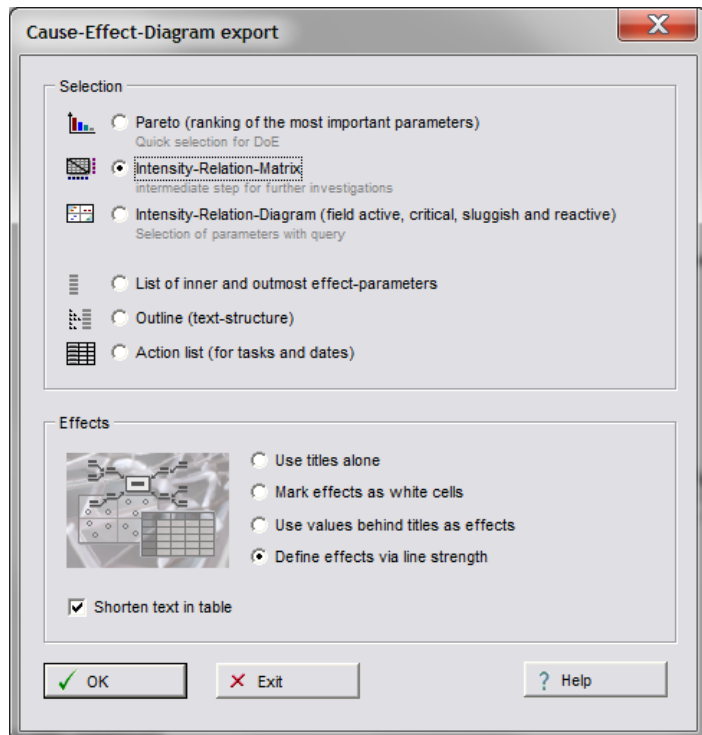 Cause-Effect-Diagram export
X
Selection
Pareto (ranking of the most important parameters)
Quick selection for DoE
Intensity-Relation-Matrix
intermediate step for further investigations
Intensity-Relation-Diagram (field active, critical, sluggish and reactive)
Selection of parameters with query
List of inner and outmost effect-parameters
Outline (text-structure)
Action list (for tasks and dates)
Effects
Use titles alone
Mark effects as white cells
Use values behind titles as effects
Define effects via line strength
Shorten text in table
OK
Exit
? Help